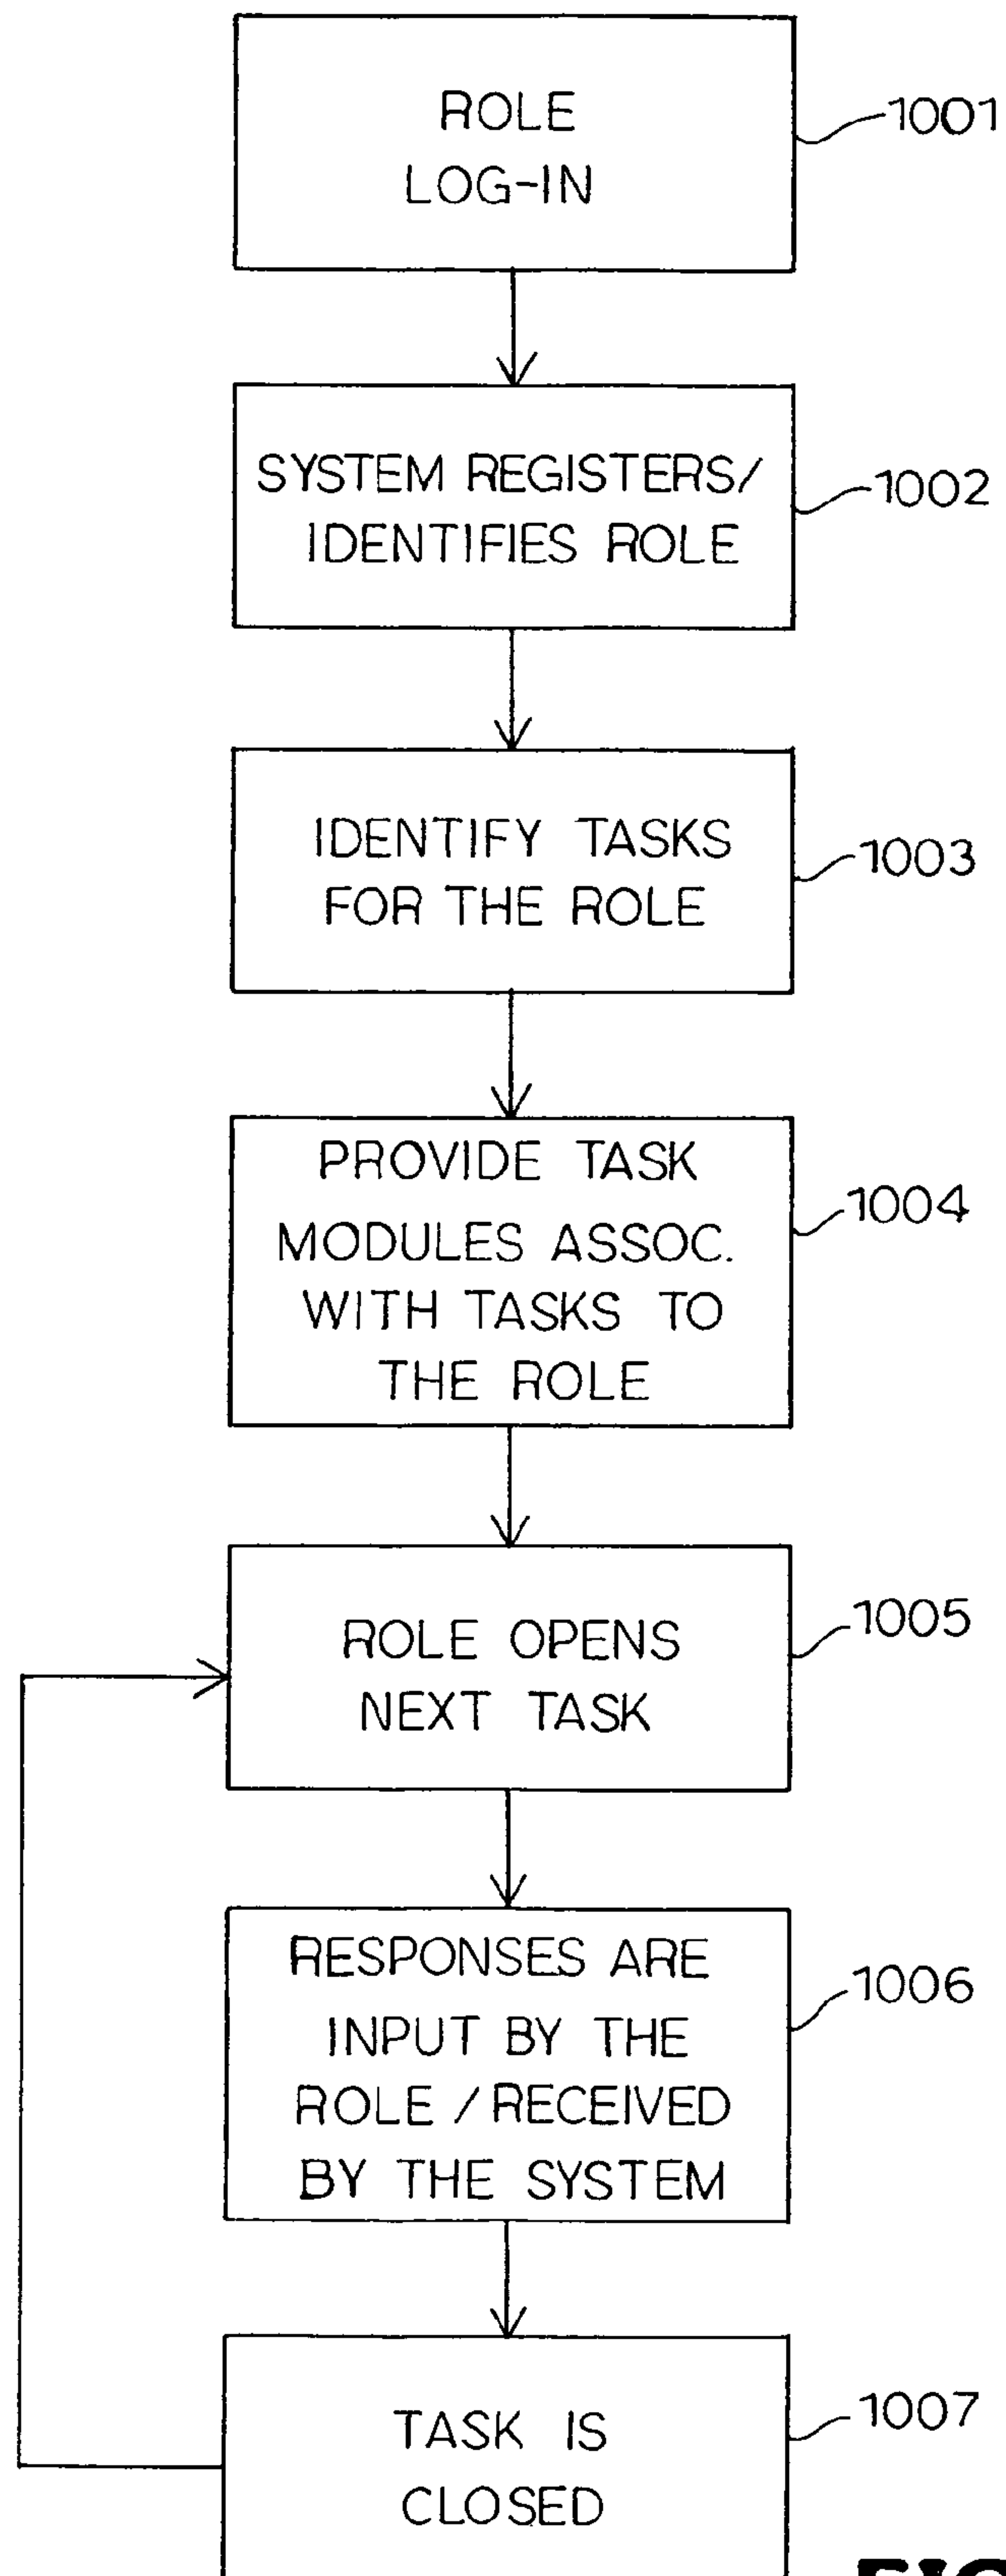 ROLE
LOG-IN
1001
SYSTEM REGISTERS/
IDENTIFIES ROLE
1002
IDENTIFY TASKS
FOR THE ROLE
1003
PROVIDE TASK
MODULES ASSOC.
WITH TASKS TO
THE ROLE
1004
ROLE OPENS
NEXT TASK
1005
RESPONSES ARE
INPUT BY THE
ROLE / RECEIVED
BY THE SYSTEM
1006
TASK IS
CLOSED
1007